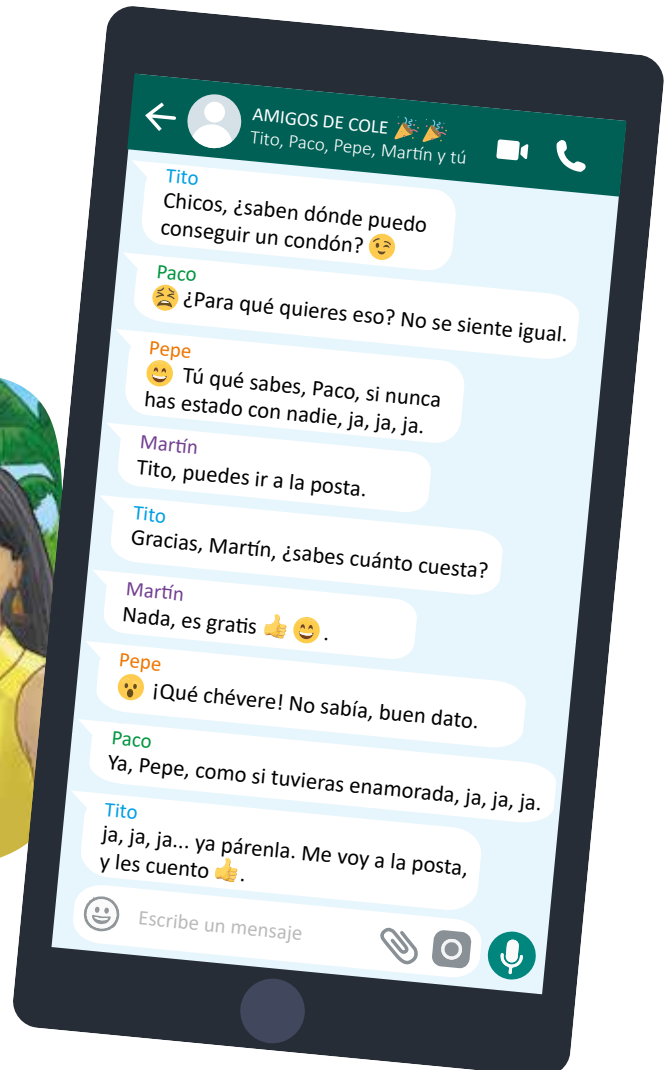 AMIGOS DE COLE 🎉🎉
Tito, Paco, Pepe, Martín y tú
Tito
Chicos, ¿saben dónde puedo
conseguir un condón? 😉
Paco
😫 ¿Para qué quieres eso? No se siente igual.
Pepe
😄 Tú qué sabes, Paco, si nunca
has estado con nadie, ja, ja, ja.
Martín
Tito, puedes ir a la posta.
Tito
Gracias, Martín, ¿sabes cuánto cuesta?
Martín
Nada, es gratis 👍 😄 .
Pepe
😮 ¡Qué chévere! No sabía, buen dato.
Paco
Ya, Pepe, como si tuvieras enamorada, ja, ja, ja.
Tito
ja, ja, ja... ya párenla. Me voy a la posta,
y les cuento 👍.
Escribe un mensaje